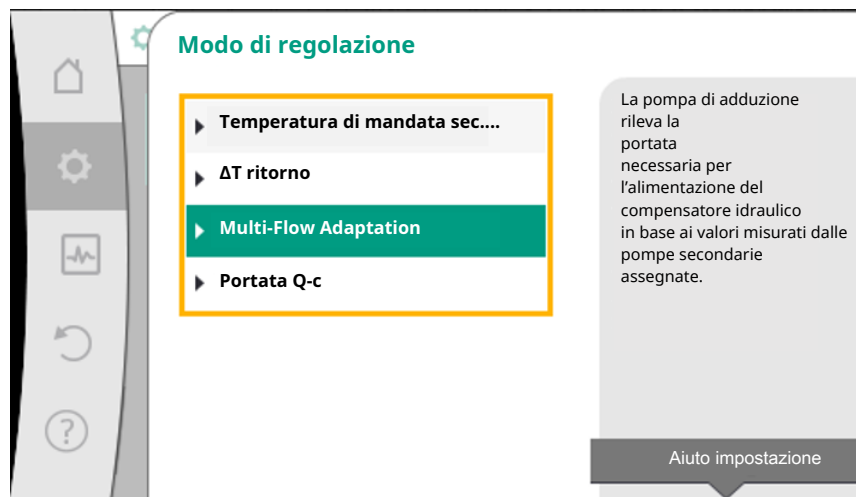 Modo di regolazione
Temperatura di mandata sec....
ΔT ritorno
Multi-Flow Adaptation
Portata Q-c
La pompa di adduzione
rileva la
portata
necessaria per
l'alimentazione del
compensatore idraulico
in base ai valori misurati dalle
pompe secondarie
assegnate.
Aiuto impostazione
?